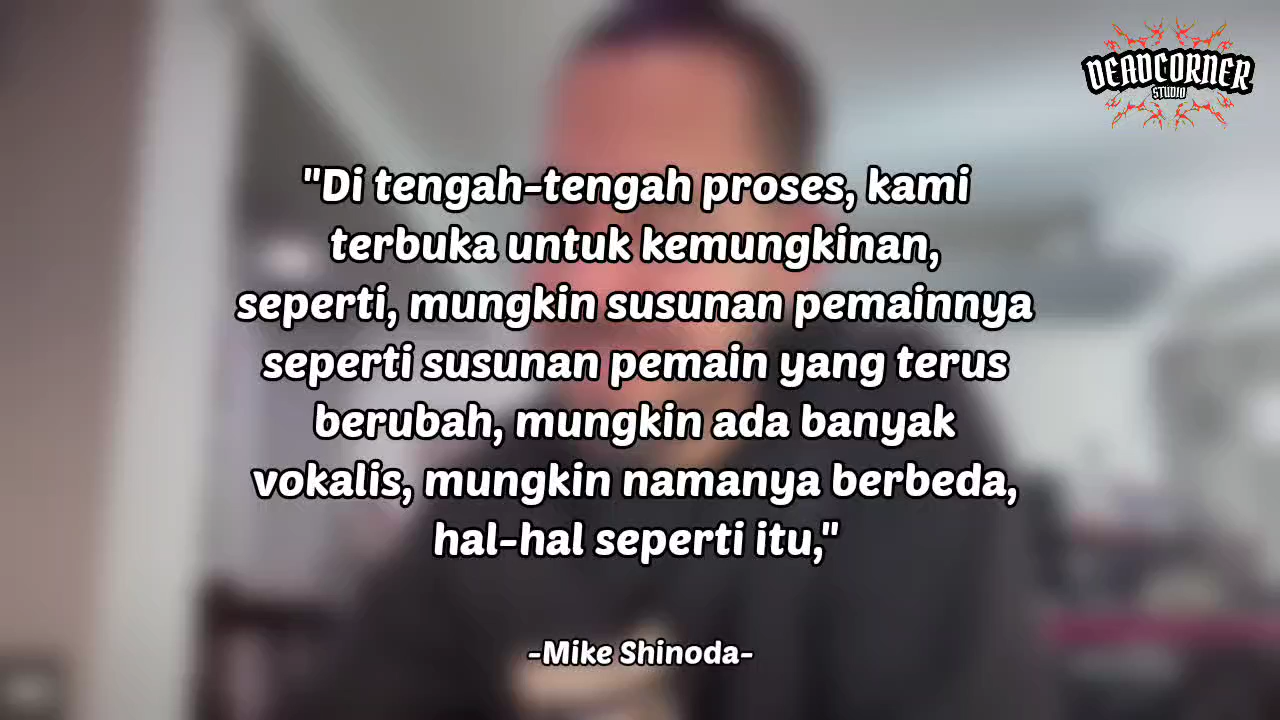 DEADCORNER
STUDIO
"Di tengah-tengah proses, kami
terbuka untuk kemungkinan,
seperti, mungkin susunan pemainnya
seperti susunan pemain yang terus
berubah, mungkin ada banyak
vokalis, mungkin namanya berbeda,
hal-hal seperti itu,"
-Mike Shinoda-